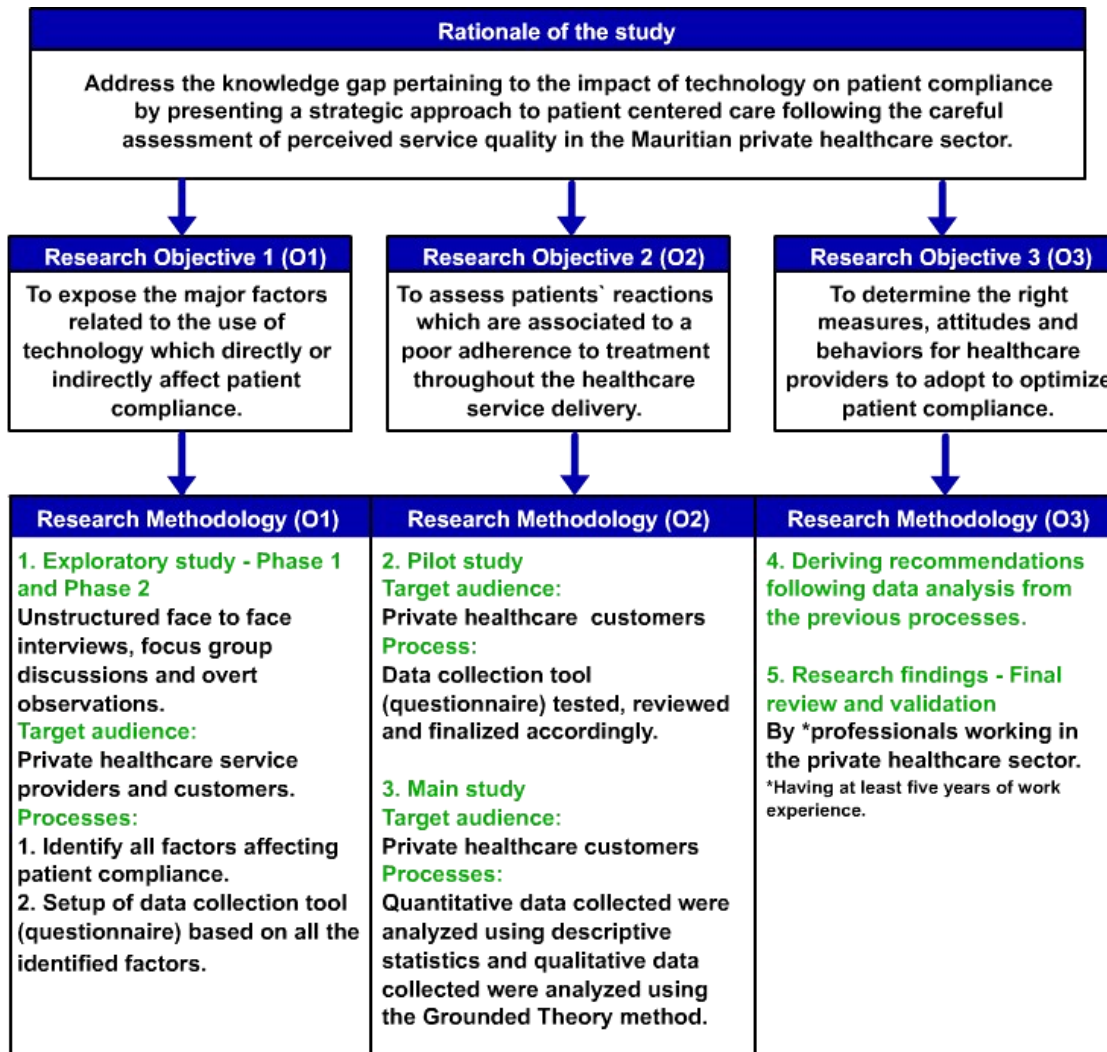 Rationale of the study
Address the knowledge gap pertaining to the impact of technology on patient compliance
by presenting a strategic approach to patient centered care following the careful
assessment of perceived service quality in the Mauritian private healthcare sector.
Research Objective 1 (O1)
To expose the major factors
related to the use of
technology which directly or
indirectly affect patient
compliance.
Research Objective 2 (O2)
To assess patients` reactions
which are associated to a
poor adherence to treatment
throughout the healthcare
service delivery.
Research Objective 3 (O3)
To determine the right
measures, attitudes and
behaviors for healthcare
providers to adopt to optimize
patient compliance.
Research Methodology (O1)
1. Exploratory study - Phase 1
and Phase 2
Unstructured face to face
interviews, focus group
discussions and overt
observations.
Target audience:
Private healthcare service
providers and customers.
Processes:
1. Identify all factors affecting
patient compliance.
2. Setup of data collection tool
(questionnaire) based on all the
identified factors.
Research Methodology (O2)
2. Pilot study
Target audience:
Private healthcare customers
Process:
Data collection tool
(questionnaire) tested, reviewed
and finalized accordingly.
3. Main study
Target audience:
Private healthcare customers
Processes:
Quantitative data collected were
analyzed using descriptive
statistics and qualitative data
collected were analyzed using
the Grounded Theory method.
Research Methodology (O3)
4. Deriving recommendations
following data analysis from
the previous processes.
5. Research findings - Final
review and validation
By *professionals working in
the private healthcare sector.
*Having at least five years of work
experience.